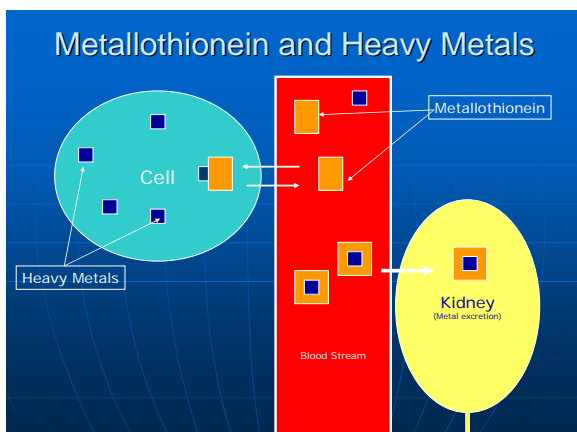 Metallothionein and Heavy Metals
Metallothionein
Cell
Heavy Metals
Kidney
(Metal excretion)
Blood Stream